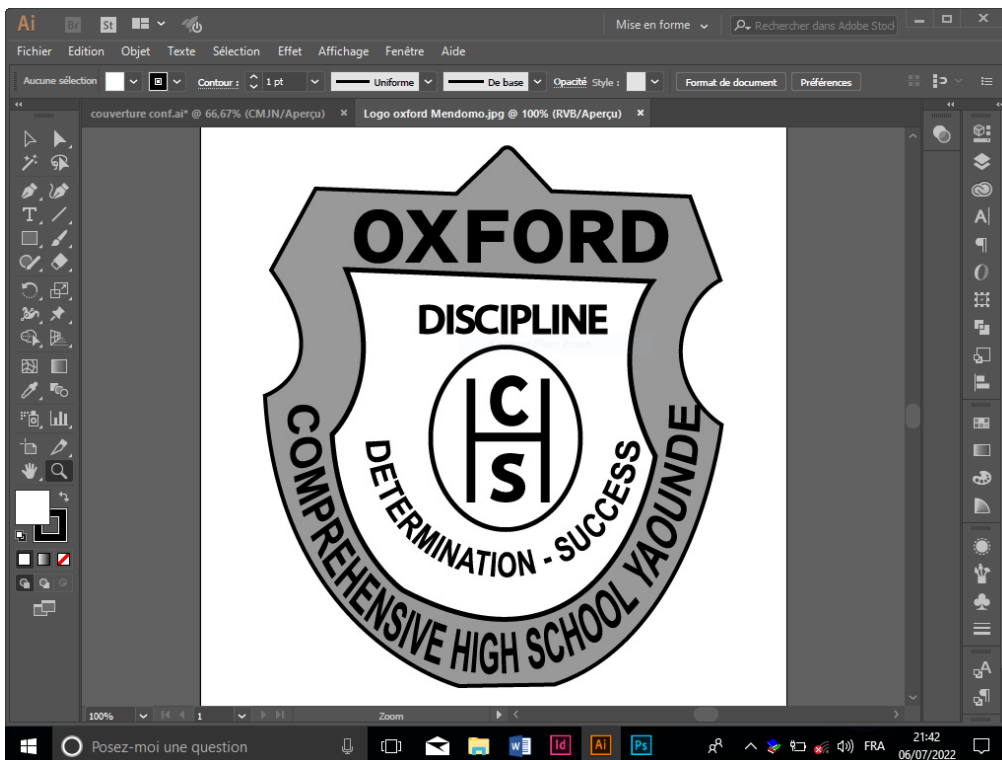 Ai Br St Mise en forme Rechercher dans Adobe Stock
Fichier Edition Objet Texte Sélection Effet Affichage Fenêtre Aide
Aucune sélection Contour : 1 pt Uniforme De base Opacité Style : Format de document Préférences
couverture conf.ai* @ 66,67% (CMJN/Aperçu) × Logo oxford Mendomo.jpg @ 100% (RVB/Aperçu) ×
OXFORD
DISCIPLINE
C
H
S
DETERMINATION - SUCCESS
COMPREHENSIVE HIGH SCHOOL YAOUNDE
100% 1 Zoom
Posez-moi une question Id Ai Ps FRA 21:42
06/07/2022